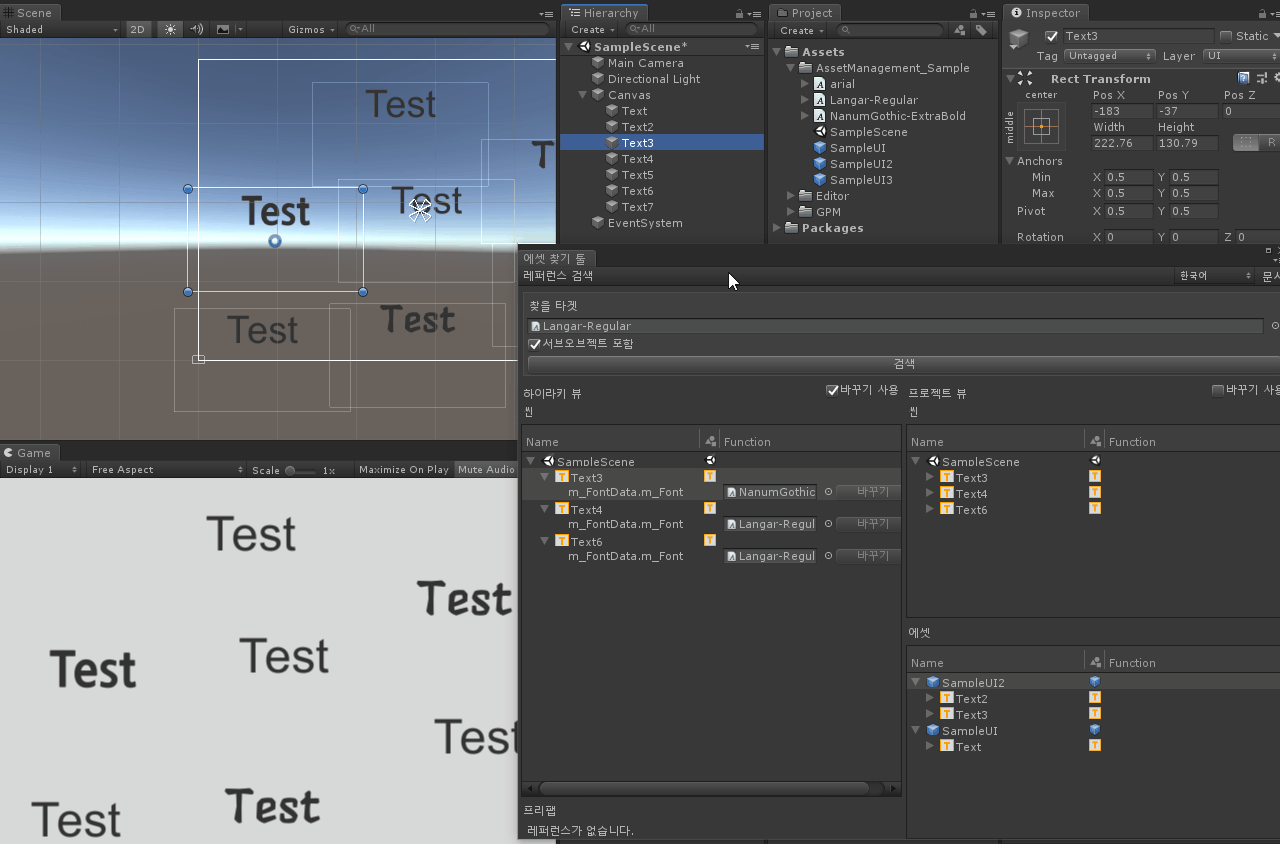 Scene
Shaded
2D
Gizmos
All
Test
T
Test
Test
Test
Test
Game
Display 1
Free Aspect
Scale
1x
Maximize On Play
Mute Audio
Test
Test
Test
Test
Test
Test
Test
Hierarchy
Create
All
SampleScene*
Main Camera
Directional Light
Canvas
Text
Text2
Text3
Text4
Text5
Text6
Text7
EventSystem
Project
Create
Assets
AssetManagement_Sample
arial
Langar-Regular
NanumGothic-ExtraBold
SampleScene
SampleUI
SampleUI2
SampleUI3
Editor
GPM
Packages
Inspector
Text3
Static
Tag Untagged Layer UI
Rect Transform
center
middle
Pos X Pos Y Pos Z
-183 -37 0
Width Height
222.76 130.79
R
Anchors
Min X 0.5 Y 0.5
Max X 0.5 Y 0.5
Pivot X 0.5 Y 0.5
Rotation X 0 Y 0 Z 0
에셋 찾기 툴
레퍼런스 검색
한국어
문서
찾을 타겟
Langar-Regular
서브오브젝트 포함
검색
하이라키 뷰
바꾸기 사용
씬
Name Function
SampleScene
Text3
m_FontData.m_Font NanumGothic 바꾸기
Text4
m_FontData.m_Font Langar-Regul 바꾸기
Text6
m_FontData.m_Font Langar-Regul 바꾸기
프리팹
레퍼런스가 없습니다.
프로젝트 뷰
바꾸기 사용
씬
Name Function
SampleScene
Text3
Text4
Text6
에셋
Name Function
SampleUI2
Text2
Text3
SampleUI
Text